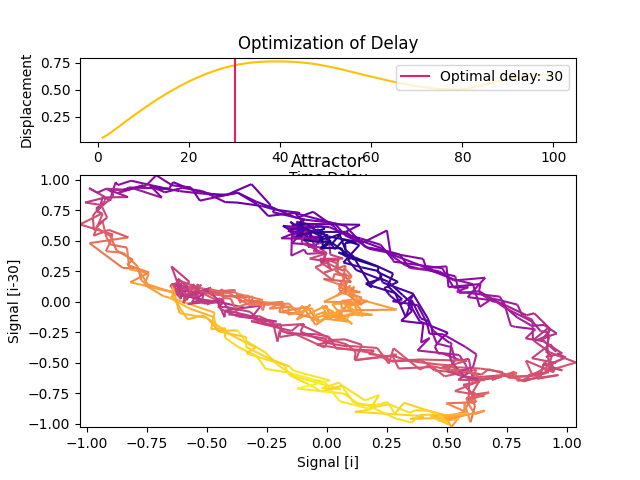 Optimization of Delay
Displacement
0.75
0.50
0.25
Optimal delay: 30
0 20 40 60 80 100
Time Delay
Attractor
Signal [i-30]
1.00
0.75
0.50
0.25
0.00
−0.25
−0.50
−0.75
−1.00
−1.00 −0.75 −0.50 −0.25 0.00 0.25 0.50 0.75 1.00
Signal [i]